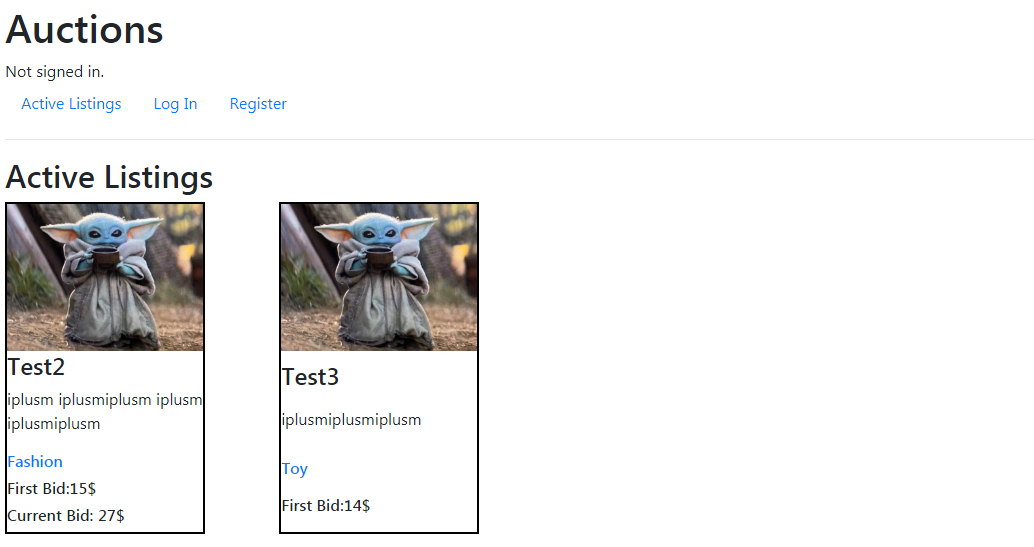 Auctions
Not signed in.
Active Listings Log In Register
Active Listings
Test2
iplusm iplusmiplusm iplusm
iplusmiplusm
Fashion
First Bid:15$
Current Bid: 27$
Test3
iplusmiplusmiplusm
Toy
First Bid:14$